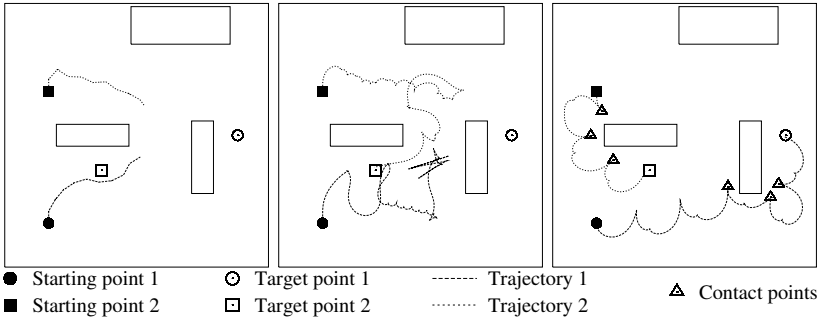 Starting point 1 Target point 1 Trajectory 1
Starting point 2 Target point 2 Trajectory 2 Contact points